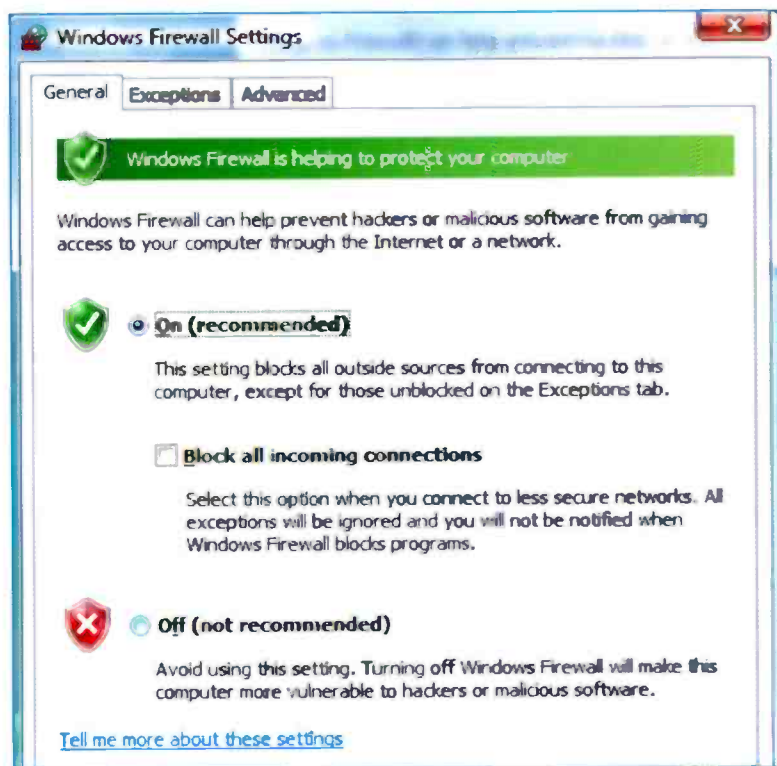 Windows Firewall Settings
General Exceptions Advanced
Windows Firewall is helping to protect your computer
Windows Firewall can help prevent hackers or malicious software from gaining
access to your computer through the Internet or a network.
On (recommended)
This setting blocks all outside sources from connecting to this
computer, except for those unblocked on the Exceptions tab.
Block all incoming connections
Select this option when you connect to less secure networks. All
exceptions will be ignored and you will not be notified when
Windows Firewall blocks programs.
Off (not recommended)
Avoid using this setting. Turning off Windows Firewall will make this
computer more vulnerable to hackers or malicious software.
Tell me more about these settings